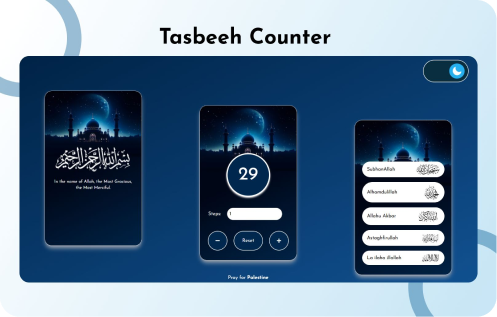 Tasbeeh Counter
بسم الله الرحمن الرحيم
In the name of Allah, the Most Gracious,
the Most Merciful
29
Steps 1
− Reset +
SubhanAllah
Alhamdulillah
Allahu Akbar
Astaghfirullah
La ilaha illallah
Pray for Palestine